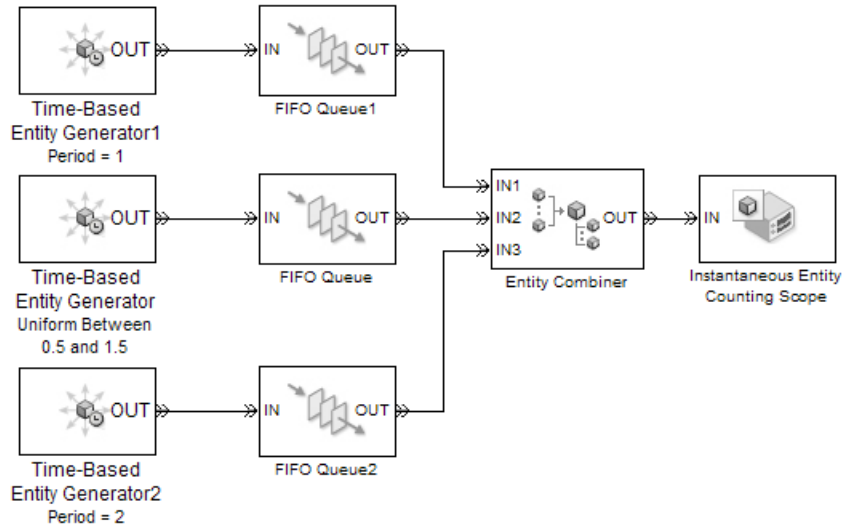 OUT
IN
OUT
Time-Based
Entity Generator1
Period = 1
FIFO Queue1
OUT
IN
OUT
Time-Based
Entity Generator
Uniform Between
0.5 and 1.5
FIFO Queue
IN1
IN2
IN3
OUT
Entity Combiner
IN
Instantaneous Entity
Counting Scope
OUT
IN
OUT
Time-Based
Entity Generator2
Period = 2
FIFO Queue2